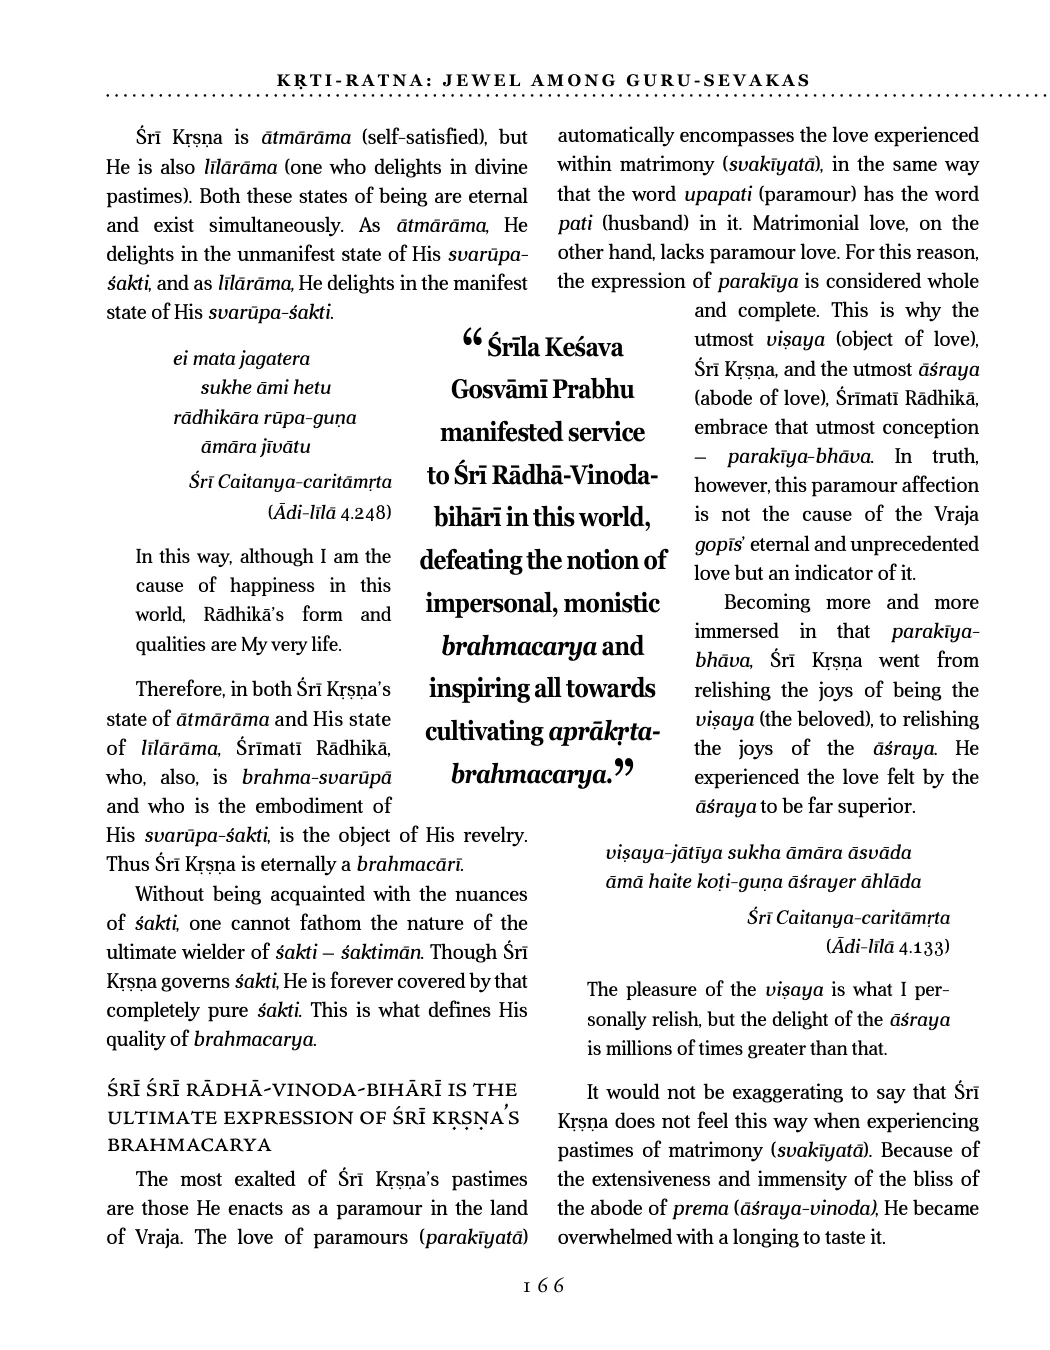 KṚTI-RATNA: JEWEL AMONG GURU-SEVAKAS
Śrī Kṛṣṇa is ātmārāma (self-satisfied), but
He is also līlārāma (one who delights in divine
pastimes). Both these states of being are eternal
and exist simultaneously. As ātmārāma, He
delights in the unmanifest state of His svarūpa-
śakti, and as līlārāma, He delights in the manifest
state of His svarūpa-śakti.
ei mata jagatera
sukhe āmi hetu
rādhikāra rūpa-guṇa
āmāra jīvātu
Śrī Caitanya-caritāmṛta
(Ādi-līlā 4.248)
In this way, although I am the
cause of happiness in this
world, Rādhikā’s form and
qualities are My very life.
Therefore, in both Śrī Kṛṣṇa’s
state of ātmārāma and His state
of līlārāma, Śrīmatī Rādhikā,
who, also, is brahma-svarūpā
and who is the embodiment of
His svarūpa-śakti, is the object of His revelry.
Thus Śrī Kṛṣṇa is eternally a brahmacārī.
Without being acquainted with the nuances
of śakti, one cannot fathom the nature of the
ultimate wielder of śakti – śaktimān. Though Śrī
Kṛṣṇa governs śakti, He is forever covered by that
completely pure śakti. This is what defines His
quality of brahmacarya.
ŚRĪ ŚRĪ RĀDHĀ-VINODA-BIHĀRĪ IS THE
ULTIMATE EXPRESSION OF ŚRĪ KṚṢṆA’S
BRAHMACARYA
The most exalted of Śrī Kṛṣṇa’s pastimes
are those He enacts as a paramour in the land
of Vraja. The love of paramours (parakīyatā)
“Śrīla Keśava
Gosvāmī Prabhu
manifested service
to Śrī Rādhā-Vinoda-
bihārī in this world,
defeating the notion of
impersonal, monistic
brahmacarya and
inspiring all towards
cultivating aprākṛta-
brahmacarya.”
automatically encompasses the love experienced
within matrimony (svakīyatā), in the same way
that the word upapati (paramour) has the word
pati (husband) in it. Matrimonial love, on the
other hand, lacks paramour love. For this reason,
the expression of parakīya is considered whole
and complete. This is why the
utmost viṣaya (object of love),
Śrī Kṛṣṇa, and the utmost āśraya
(abode of love), Śrīmatī Rādhikā,
embrace that utmost conception
– parakīya-bhāva. In truth,
however, this paramour affection
is not the cause of the Vraja
gopīs’ eternal and unprecedented
love but an indicator of it.
Becoming more and more
immersed in that parakīya-
bhāva, Śrī Kṛṣṇa went from
relishing the joys of being the
viṣaya (the beloved), to relishing
the joys of the āśraya. He
experienced the love felt by the
āśraya to be far superior.
viṣaya-jātīya sukha āmāra āsvāda
āmā haite koṭi-guṇa āśrayer āhlāda
Śrī Caitanya-caritāmṛta
(Ādi-līlā 4.133)
The pleasure of the viṣaya is what I per-
sonally relish, but the delight of the āśraya
is millions of times greater than that.
It would not be exaggerating to say that Śrī
Kṛṣṇa does not feel this way when experiencing
pastimes of matrimony (svakīyatā). Because of
the extensiveness and immensity of the bliss of
the abode of prema (āśraya-vinoda), He became
overwhelmed with a longing to taste it.
166